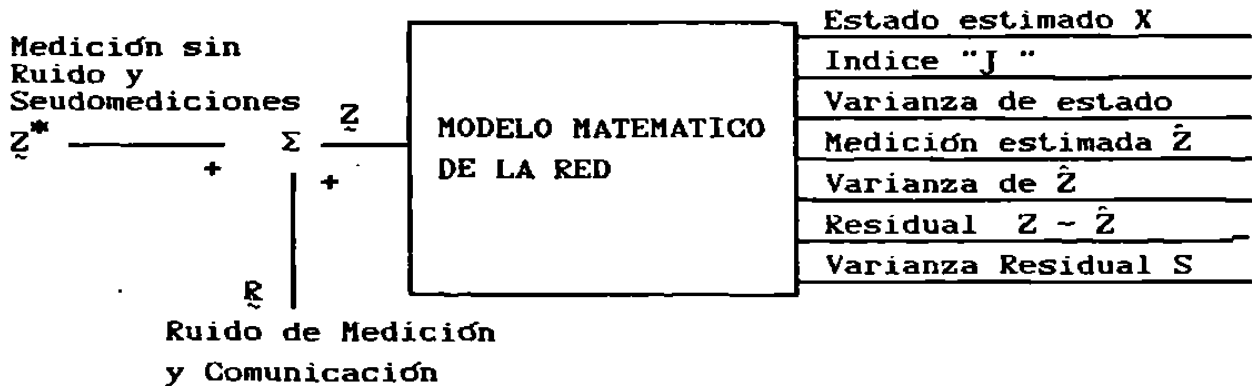 Medición sin
Ruido y
Seudomediciones
Z*
+
Σ
+
Z
R
Ruido de Medición
y Comunicación
MODELO MATEMATICO
DE LA RED
Estado estimado X
Indice "J "
Varianza de estado
Medición estimada Ẑ
Varianza de Ẑ
Residual Z - Ẑ
Varianza Residual S